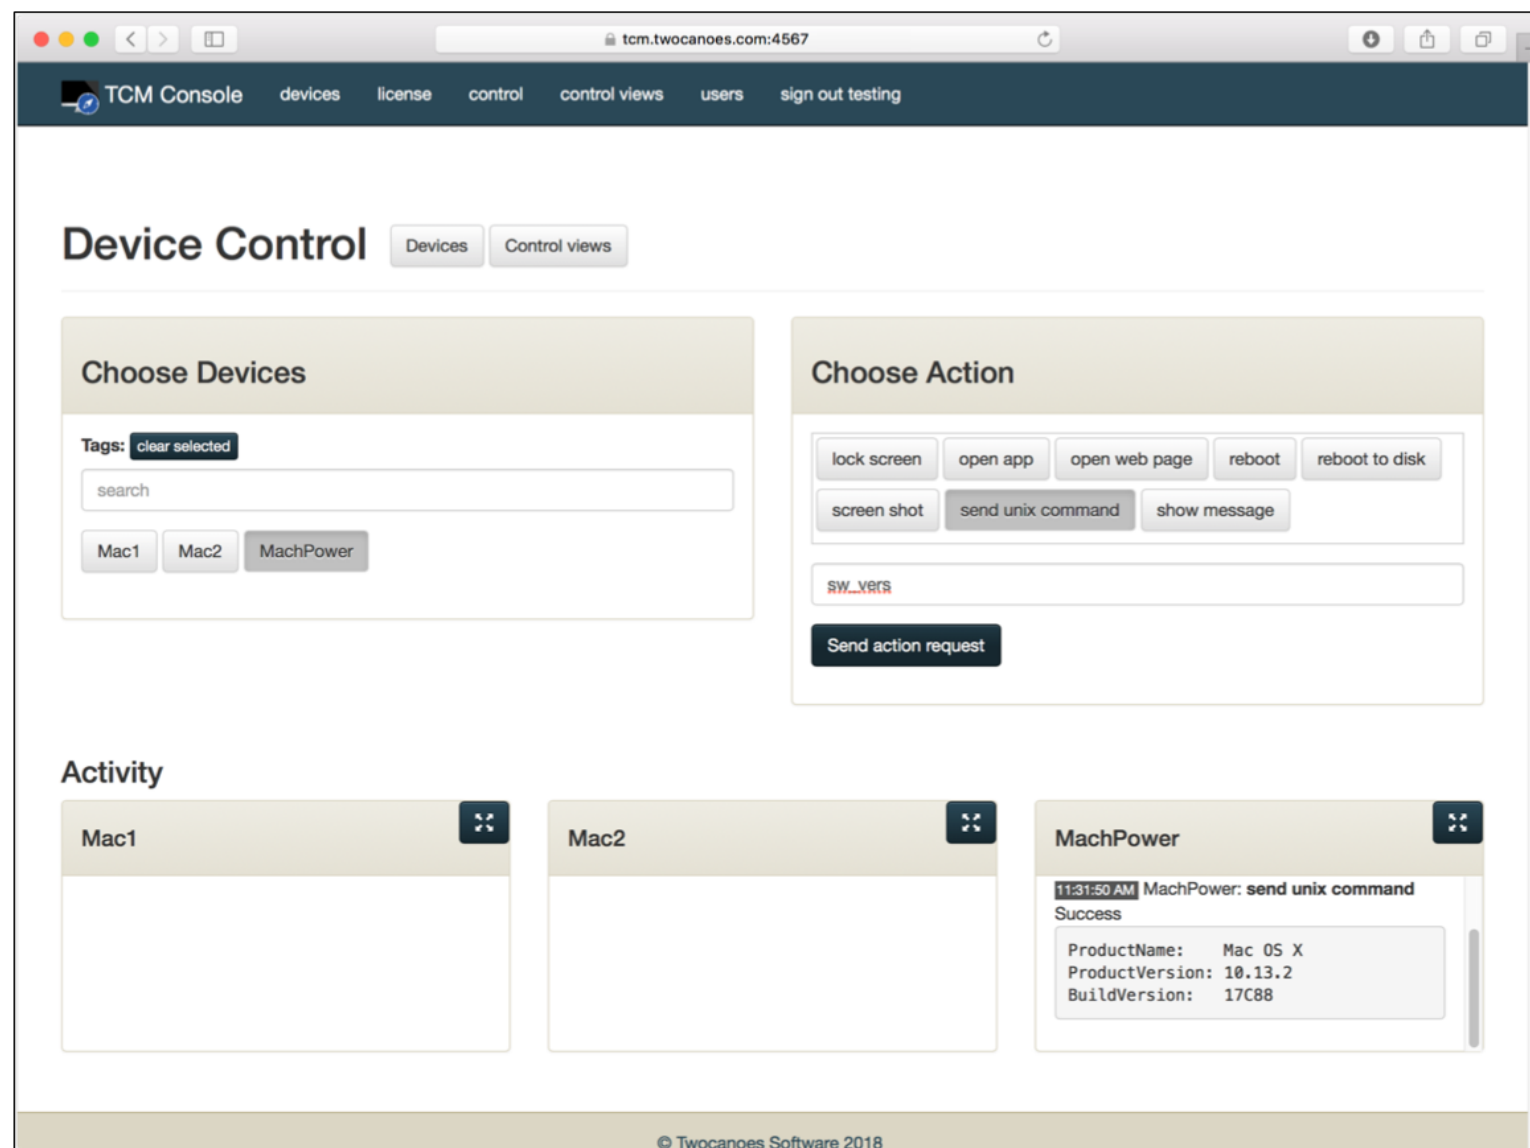 tcm.twocanoes.com:4567
TCM Console devices license control control views users sign out testing
Device Control Devices Control views
Choose Devices
Tags: clear selected
search
Mac1 Mac2 MachPower
Choose Action
lock screen open app open web page reboot reboot to disk
screen shot send unix command show message
sw_vers
Send action request
Activity
Mac1
Mac2
MachPower
11:31:50 AM MachPower: send unix command
Success
ProductName: Mac OS X
ProductVersion: 10.13.2
BuildVersion: 17C88
© Twocanoes Software 2018